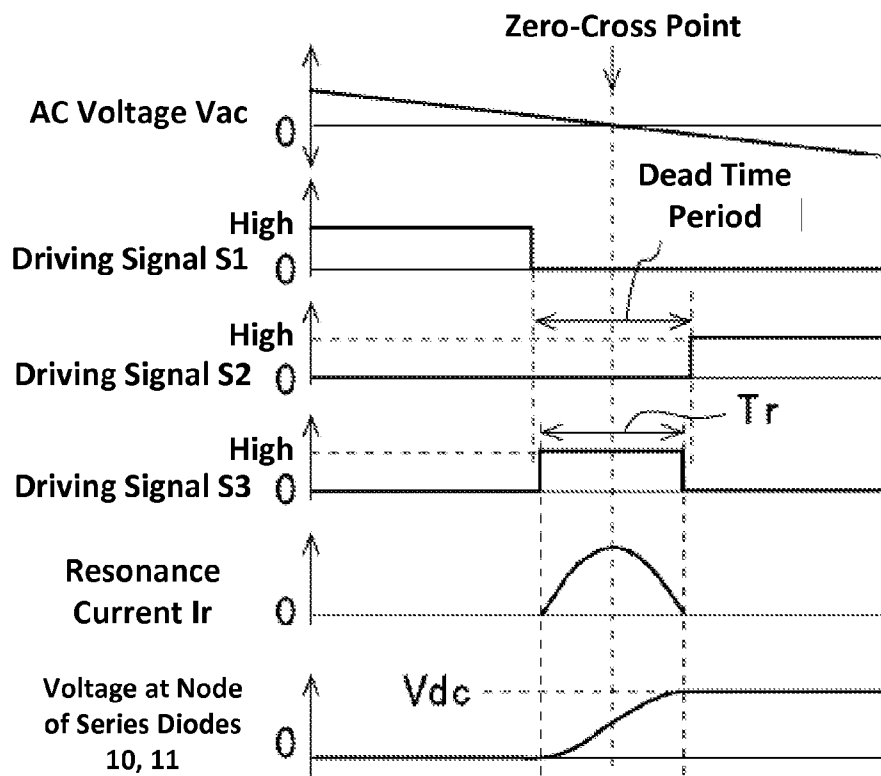 Zero-Cross Point
AC Voltage Vac
0
Dead Time
Period
High
Driving Signal S1
0
High
Driving Signal S2
0
Tr
High
Driving Signal S3
0
Resonance
Current Ir
0
Vdc
Voltage at Node
of Series Diodes
10, 11
0